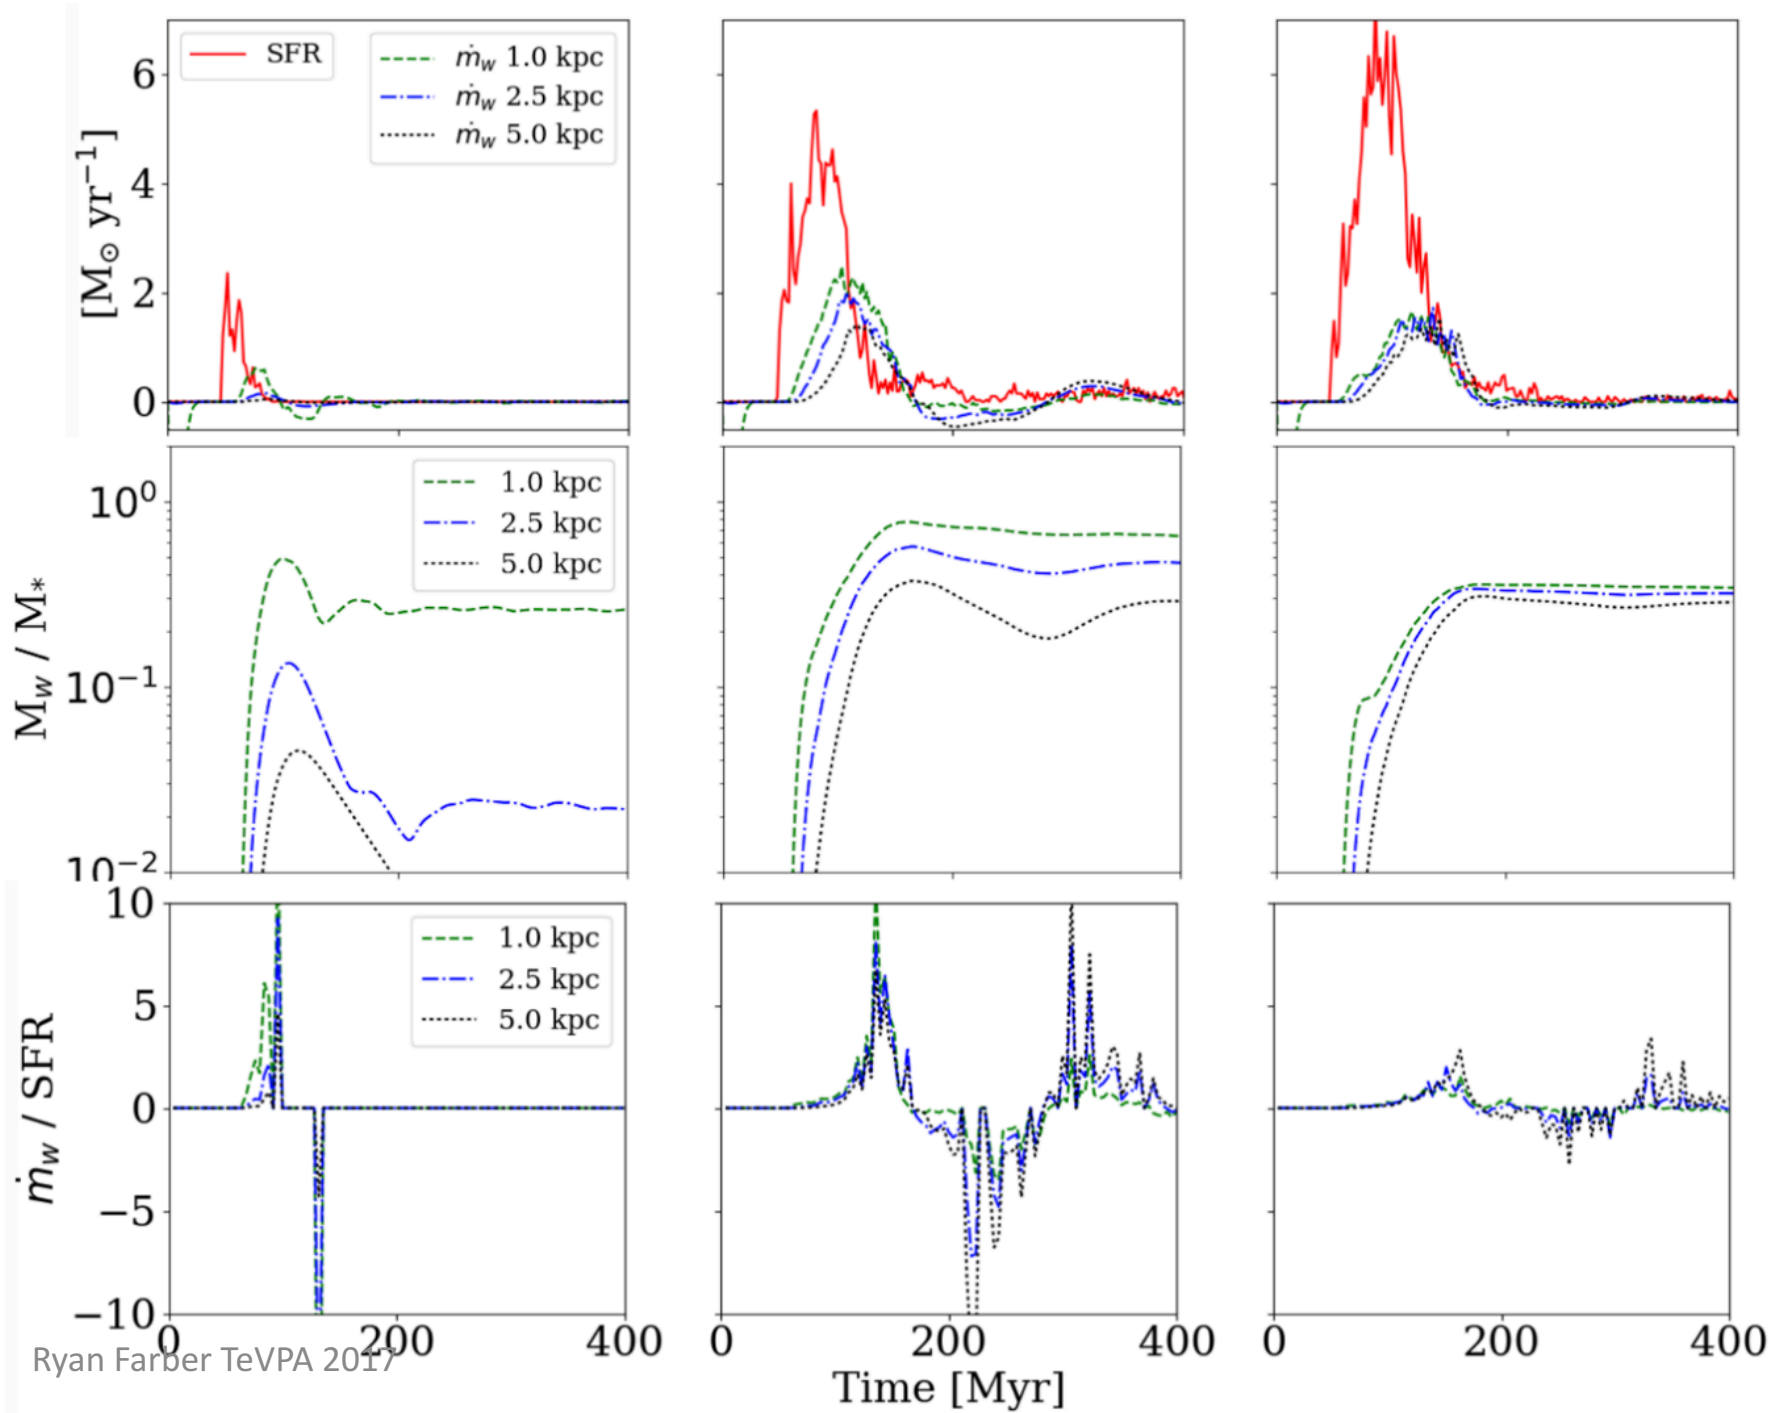 SFR
ṁw 1.0 kpc
ṁw 2.5 kpc
ṁw 5.0 kpc
[M⊙ yr−1]
6
4
2
0
1.0 kpc
2.5 kpc
5.0 kpc
Mw / M*
10^0
10^−1
10^−2
1.0 kpc
2.5 kpc
5.0 kpc
ṁw / SFR
10
5
0
−5
−10
0 200 400
0 200 400
0 200 400
Time [Myr]
Ryan Farber TeVPA 2017